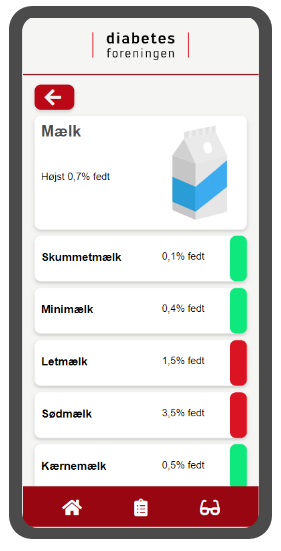 diabetes
foreningen
Mælk
Højst 0,7% fedt
Skummetmælk 0,1% fedt
Minimælk 0,4% fedt
Letmælk 1,5% fedt
Sødmælk 3,5% fedt
Kærnemælk 0,5% fedt